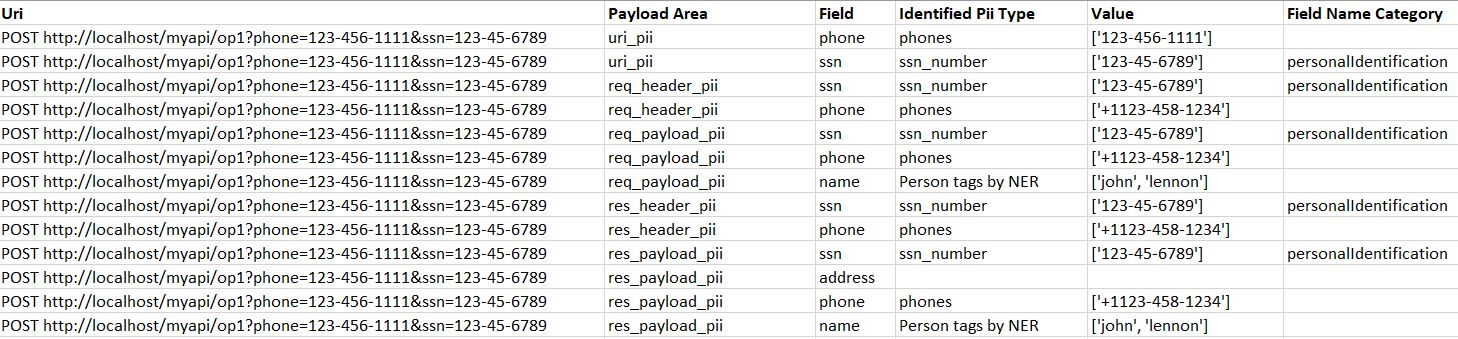 Uri Payload Area Field Identified Pii Type Value Field Name Category
POST http://localhost/myapi/op1?phone=123-456-1111&ssn=123-45-6789 uri_pii phone phones ['123-456-1111']
POST http://localhost/myapi/op1?phone=123-456-1111&ssn=123-45-6789 uri_pii ssn ssn_number ['123-45-6789'] personalIdentification
POST http://localhost/myapi/op1?phone=123-456-1111&ssn=123-45-6789 req_header_pii ssn ssn_number ['123-45-6789'] personalIdentification
POST http://localhost/myapi/op1?phone=123-456-1111&ssn=123-45-6789 req_header_pii phone phones ['+1123-458-1234']
POST http://localhost/myapi/op1?phone=123-456-1111&ssn=123-45-6789 req_payload_pii ssn ssn_number ['123-45-6789'] personalIdentification
POST http://localhost/myapi/op1?phone=123-456-1111&ssn=123-45-6789 req_payload_pii phone phones ['+1123-458-1234']
POST http://localhost/myapi/op1?phone=123-456-1111&ssn=123-45-6789 req_payload_pii name Person tags by NER ['john', 'lennon']
POST http://localhost/myapi/op1?phone=123-456-1111&ssn=123-45-6789 res_header_pii ssn ssn_number ['123-45-6789'] personalIdentification
POST http://localhost/myapi/op1?phone=123-456-1111&ssn=123-45-6789 res_header_pii phone phones ['+1123-458-1234']
POST http://localhost/myapi/op1?phone=123-456-1111&ssn=123-45-6789 res_payload_pii ssn ssn_number ['123-45-6789'] personalIdentification
POST http://localhost/myapi/op1?phone=123-456-1111&ssn=123-45-6789 res_payload_pii address
POST http://localhost/myapi/op1?phone=123-456-1111&ssn=123-45-6789 res_payload_pii phone phones ['+1123-458-1234']
POST http://localhost/myapi/op1?phone=123-456-1111&ssn=123-45-6789 res_payload_pii name Person tags by NER ['john', 'lennon']